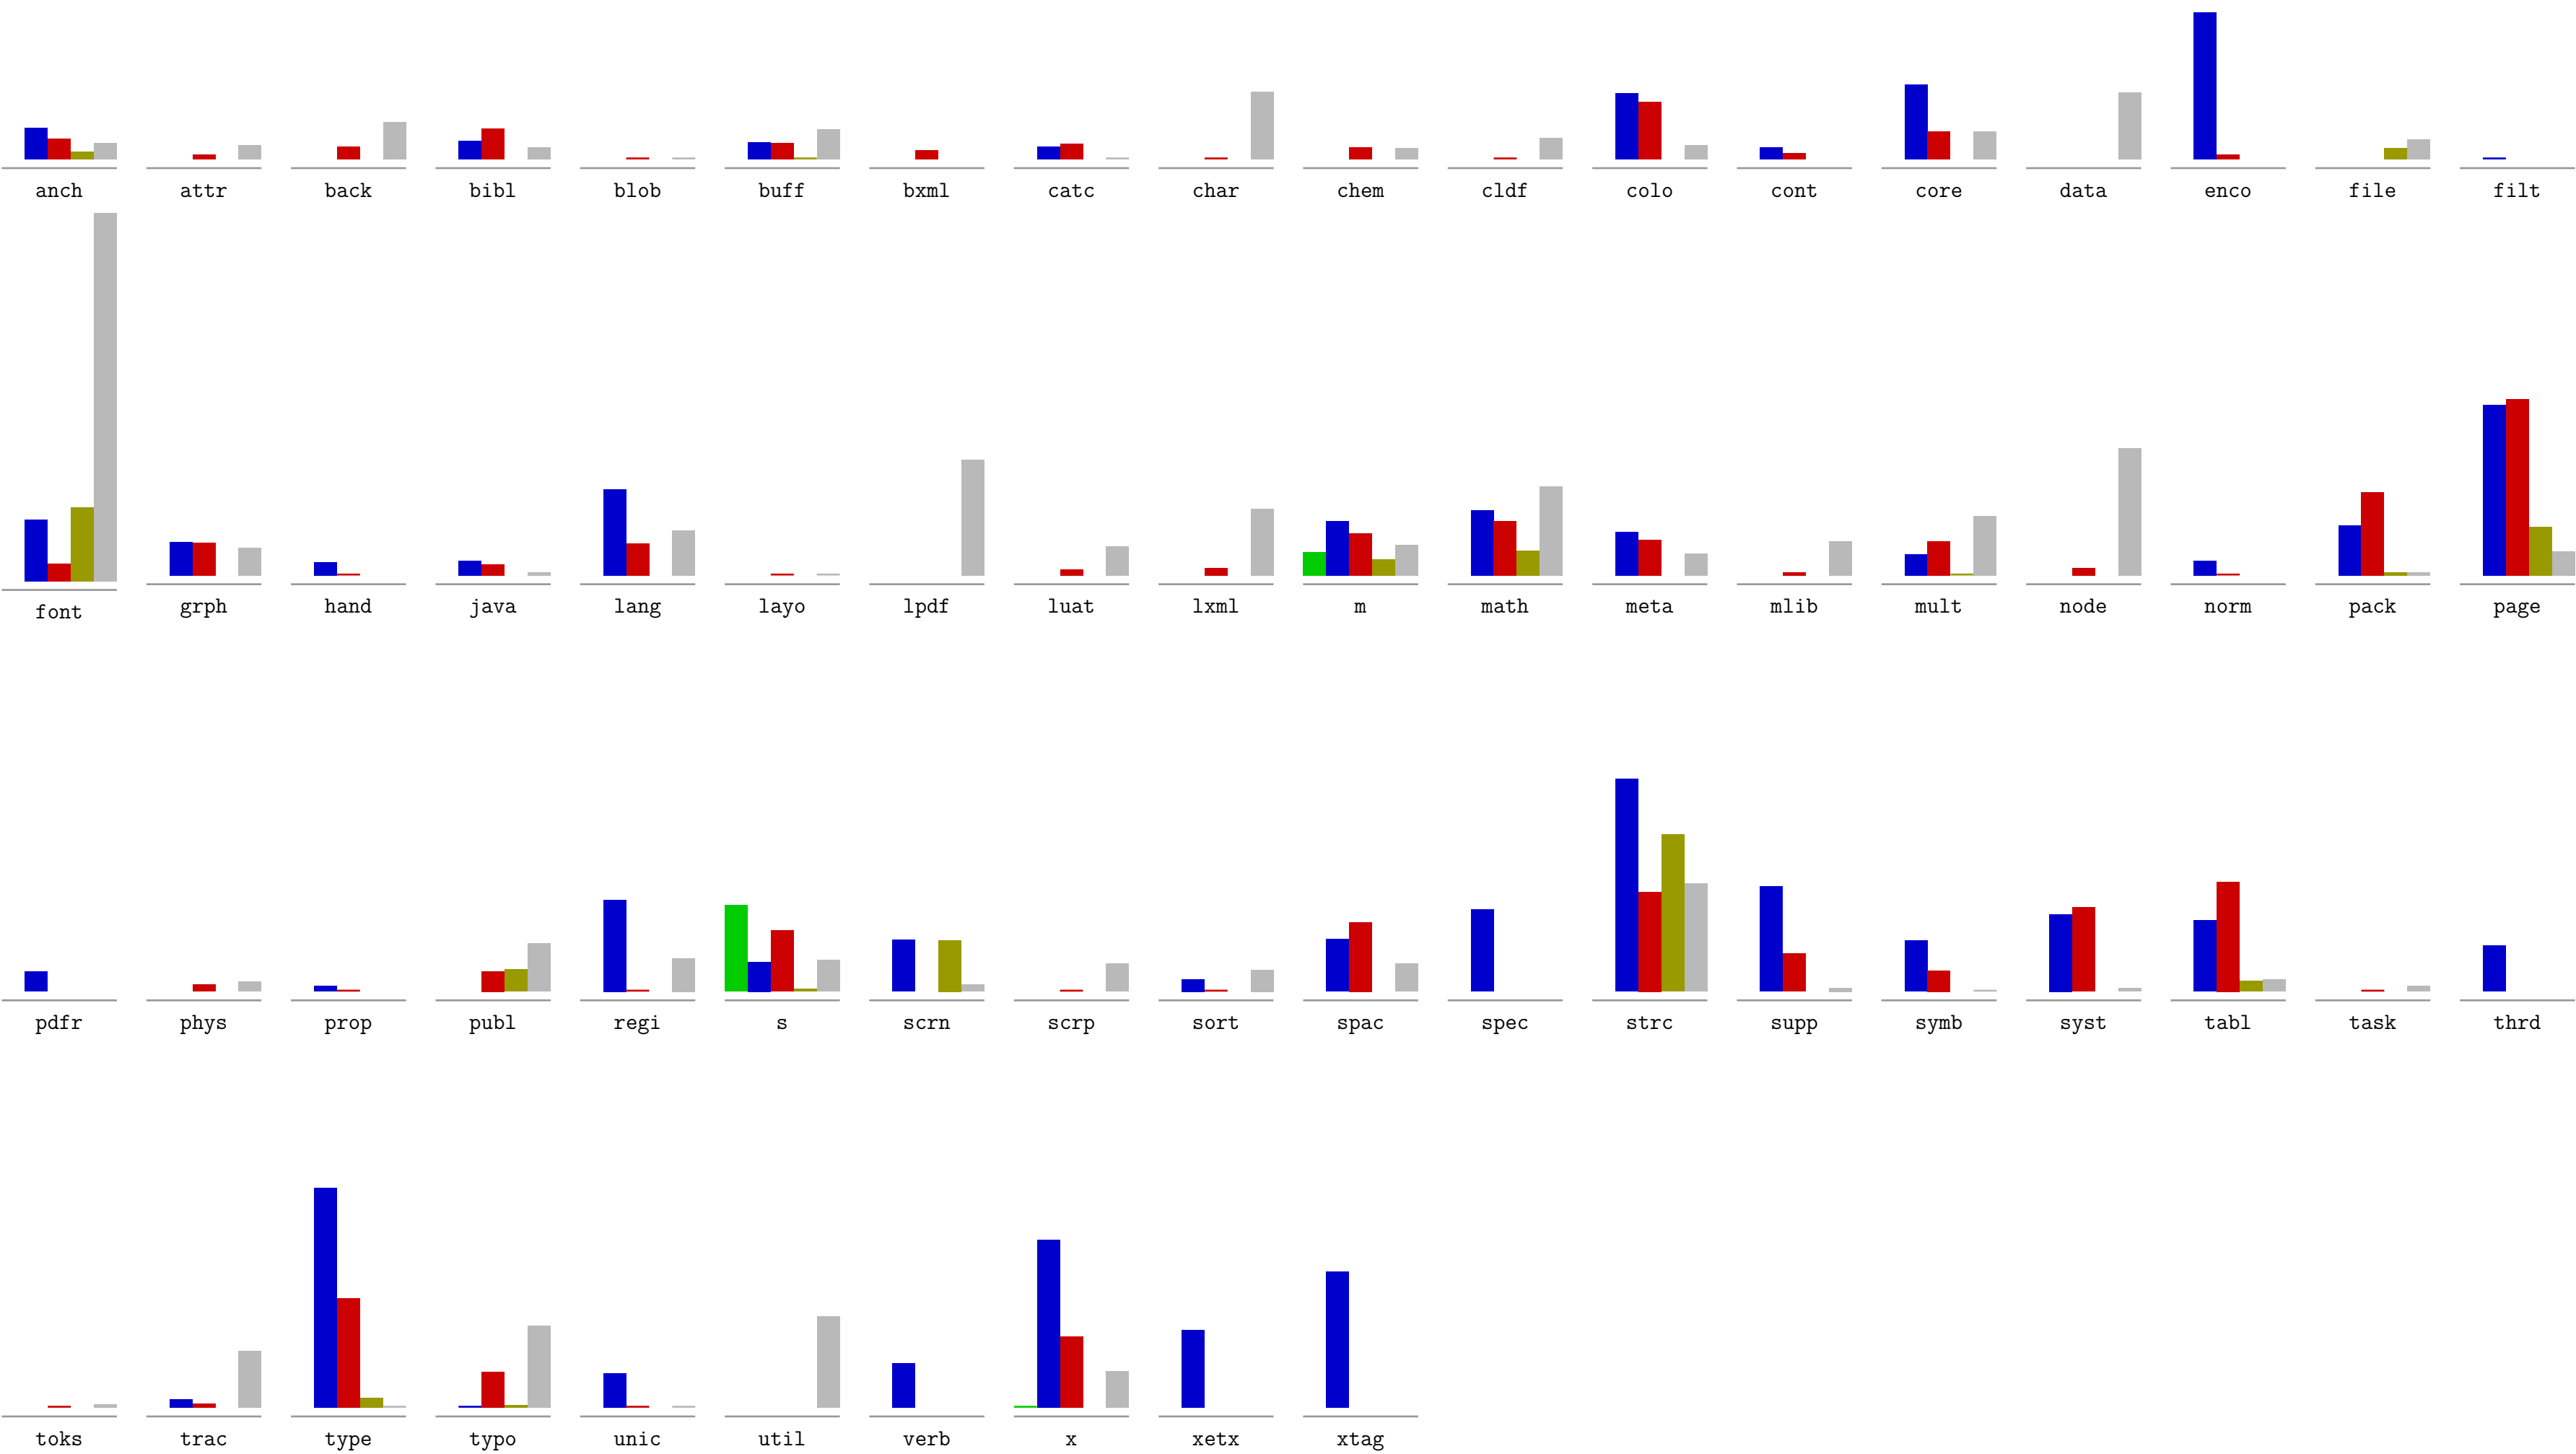 anch attr back bibl blob buff bxml catc char chem cldf colo cont core data enco file filt
font grph hand java lang layo lpdf luat lxml m math meta mlib mult node norm pack page
pdfr phys prop publ regi s scrn scrp sort spac spec strc supp symb syst tabl task thrd
toks trac type typo unic util verb x xetx xtag